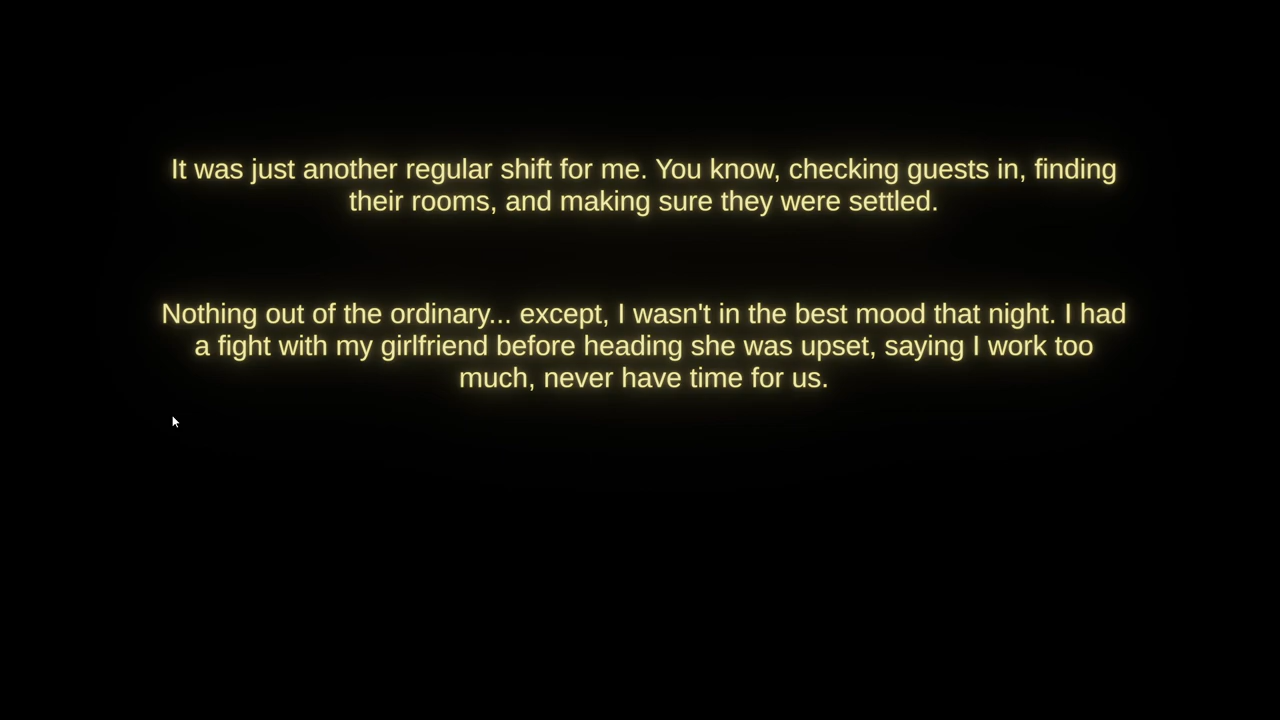 It was just another regular shift for me. You know, checking guests in, finding
their rooms, and making sure they were settled.
Nothing out of the ordinary... except, I wasn't in the best mood that night. I had
a fight with my girlfriend before heading she was upset, saying I work too
much, never have time for us.